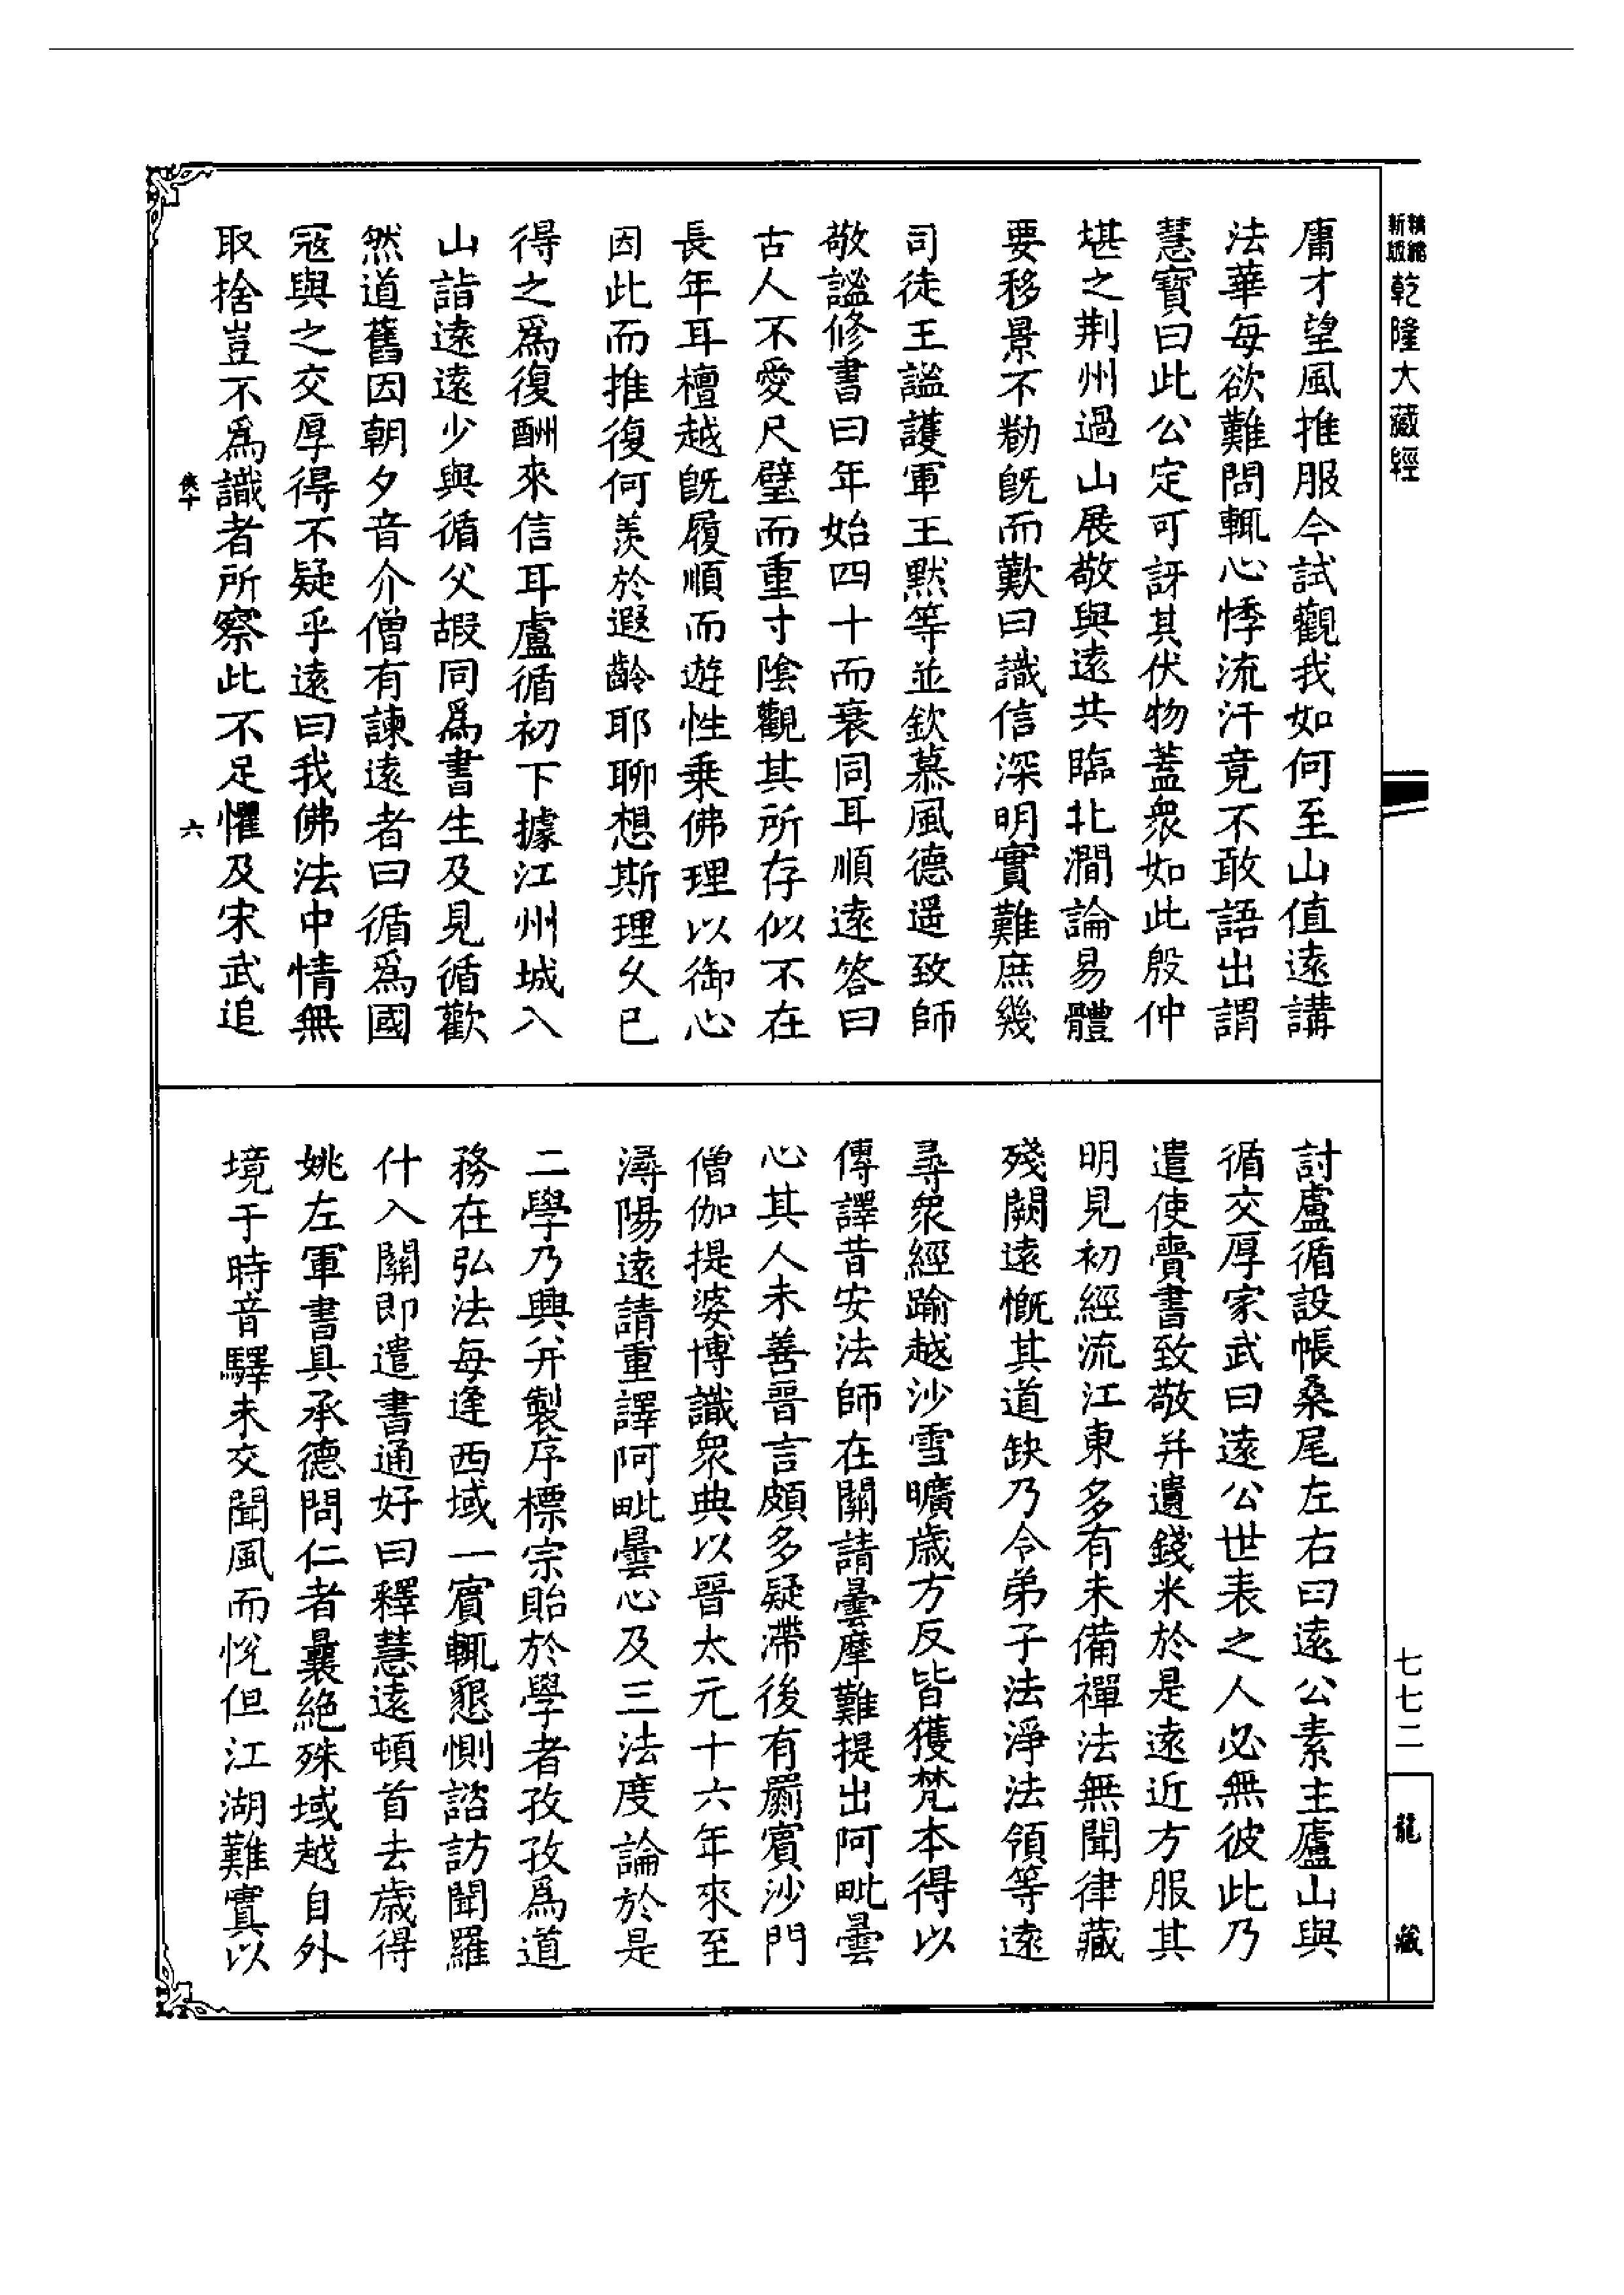 精縮新版乾隆大藏經
庸才望風推服今試觀我如何至山值遠講
法華每欲難問輒心悸流汗竟不敢語出謂
慧寶曰此公定可訝其伏物蓋衆如此殷仲
堪之荆州過山展敬與遠共臨北澗論易體
要移景不勌旣而歎曰識信深明實難庶幾
司徒王謐護軍王默等並欽慕風德遥致師
敬謐修書曰年始四十而衰同耳順遠答曰
古人不愛尺璧而重寸陰觀其所存似不在
長年耳檀越旣履順而遊性乗佛理以御心
因此而推復何羨於遐齡耶聊想斯理久已
得之爲復酬來信耳盧循初下據江州城入
山詣遠遠少與循父嘏同爲書生及見循歡
然道舊因朝夕音介僧有諫遠者曰循爲國
寇與之交厚得不疑乎遠曰我佛法中情無
取捨豈不爲識者所察此不足懼及宋武追
六
討盧循設帳桑尾左右曰遠公素主廬山與
循交厚宋武曰遠公世表之人必無彼此乃
遣使賷書致敬并遺錢米於是遠近方服其
明見初經流江東多有未備禪法無聞律藏
殘闕遠慨其道缺乃令弟子法淨法領等遠
尋衆經踰越沙雪曠歲方反皆獲梵本得以
傳譯昔安法師在關請曇摩難提出阿毗曇
心其人未善晉言頗多疑滯後有罽賓沙門
僧伽提婆博識衆典以晉太元十六年來至
潯陽遠請重譯阿毗曇心及三法度論於是
二學乃興并製序標宗貽於學者孜孜爲道
務在弘法每逢西域一賓輒懇惻諮訪聞羅
什入關即遣書通好曰釋慧遠頓首去歲得
姚左軍書具承德問仁者曩絶殊域越自外
境于時音驛未交聞風而悅但江湖難實以
七七二
龍藏